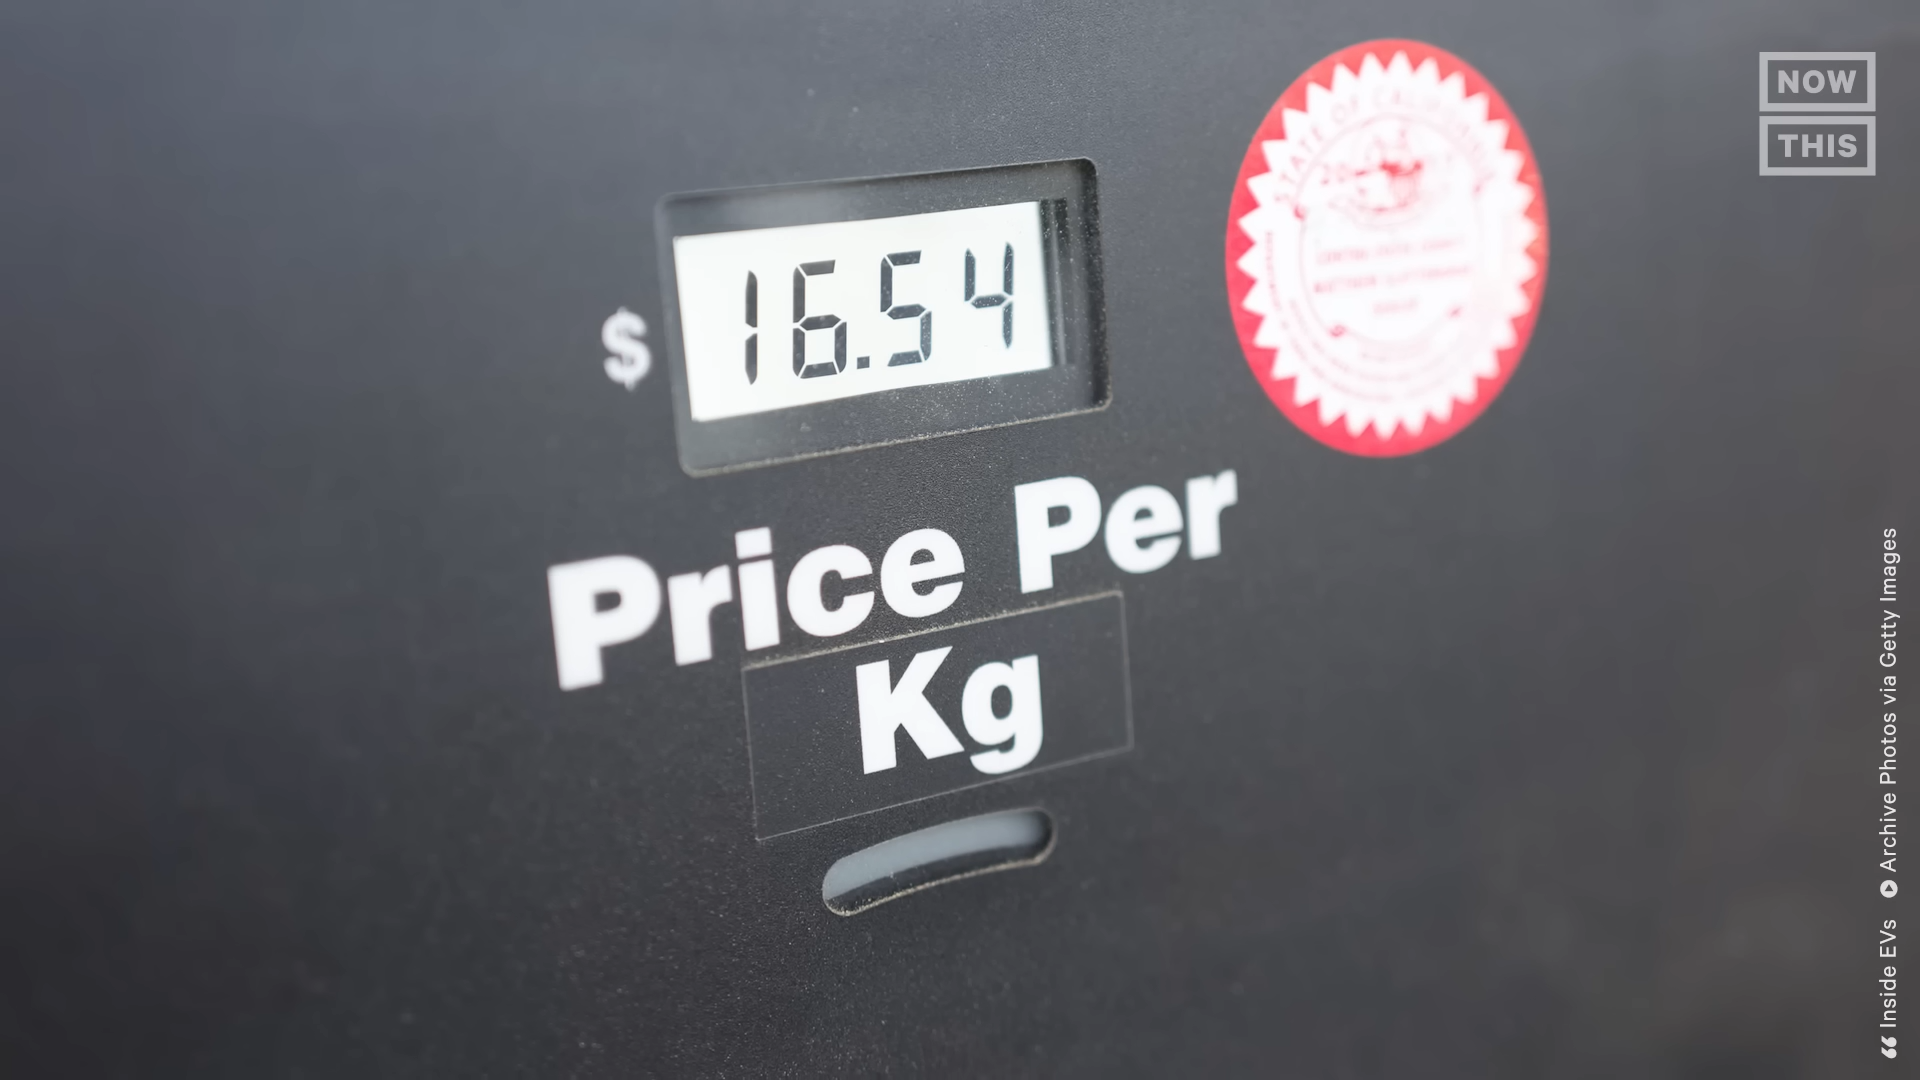 NOW
THIS
STATE OF CALIFORNIA
$ 16.54
Price Per
Kg
Inside EVs Archive Photos via Getty Images